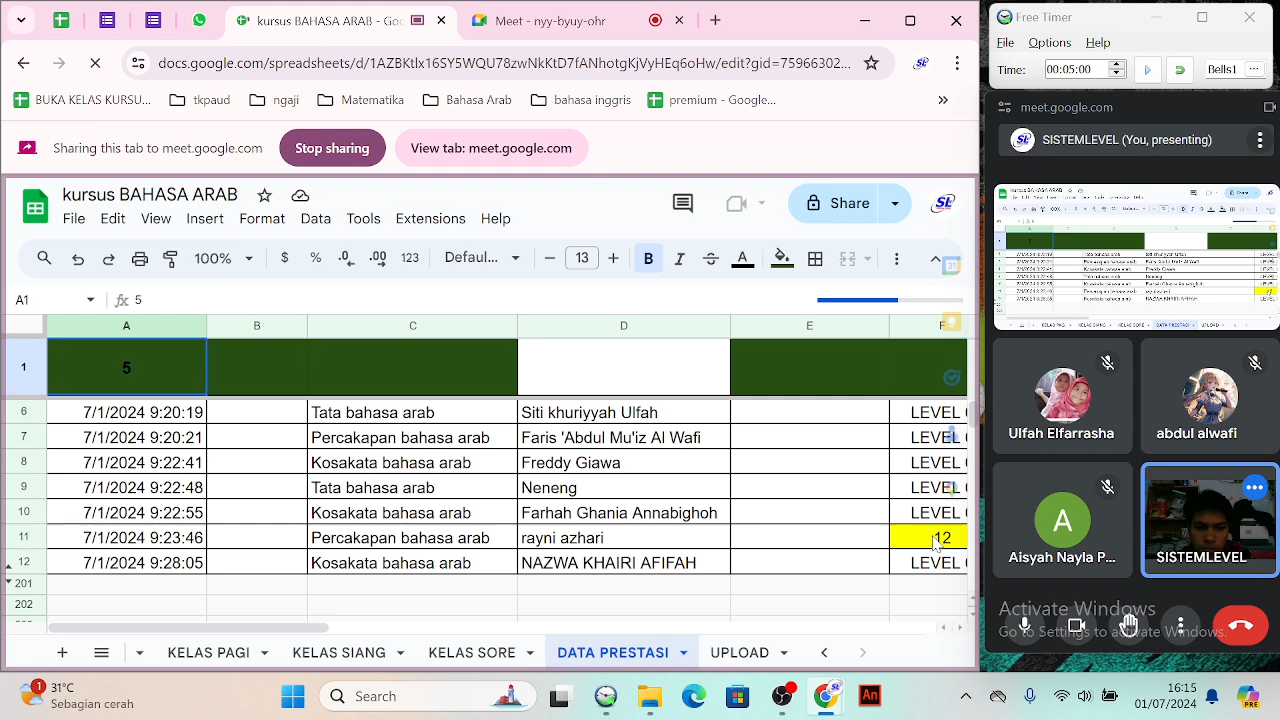 kursus BAHASA ARAB - Goo
Meet - nyy-byuy-ohr
docs.google.com/spreadsheets/d/1AZBKtIx16SY5WQU78zwNkKD7fANhotgKjVyHEq6oHw/edit?gid=75966302...
BUKA KELAS KURSU...
tkpaud
ngaji
Matematika
Bahasa Arab
bahasa inggris
premium - Google...
Sharing this tab to meet.google.com
Stop sharing
View tab: meet.google.com
kursus BAHASA ARAB
File Edit View Insert Format Data Tools Extensions Help
Share
100% $ % .0 .00 123 Defaul... 13 B I S A
A1 fx 5
A B C D E F
1 5
6 7/1/2024 9:20:19 Tata bahasa arab Siti khuriyyah Ulfah LEVEL
7 7/1/2024 9:20:21 Percakapan bahasa arab Faris 'Abdul Mu'iz Al Wafi LEVEL
8 7/1/2024 9:22:41 Kosakata bahasa arab Freddy Giawa LEVEL
9 7/1/2024 9:22:48 Tata bahasa arab Neneng LEVEL
10 7/1/2024 9:22:55 Kosakata bahasa arab Farhah Ghania Annabighoh LEVEL
11 7/1/2024 9:23:46 Percakapan bahasa arab rayni azhari 12
12 7/1/2024 9:28:05 Kosakata bahasa arab NAZWA KHAIRI AFIFAH LEVEL
201
202
KELAS PAGI KELAS SIANG KELAS SORE DATA PRESTASI UPLOAD
Free Timer
File Options Help
Time: 00:05:00 Bells1 ...
meet.google.com
SISTEMLEVEL (You, presenting)
Ulfah Elfarrasha
abdul alwafi
A
Aisyah Nayla P...
SISTEMLEVEL
Activate Windows
Go to Settings to activate Windows.
1
31°C
Sebagian cerah
Search
An
16:15
01/07/2024
PRE